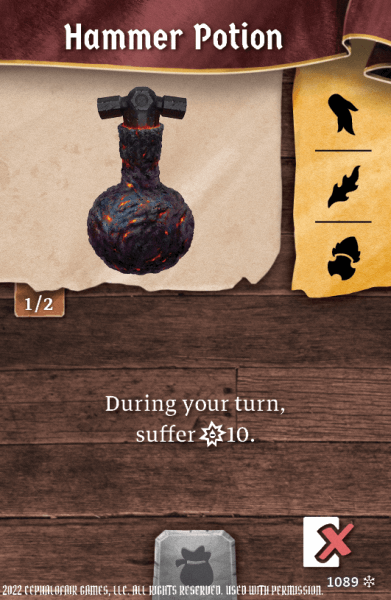 Hammer Potion
1/2
During your turn,
suffer 10.
1089
2022 CEPHALOFAIR GAMES, LLC. ALL RIGHTS RESERVED. USED WITH PERMISSION.